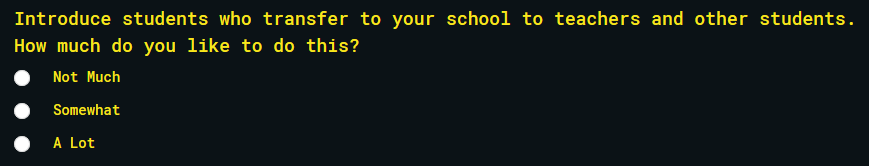 Introduce students who transfer to your school to teachers and other students.
How much do you like to do this?
Not Much
Somewhat
A Lot